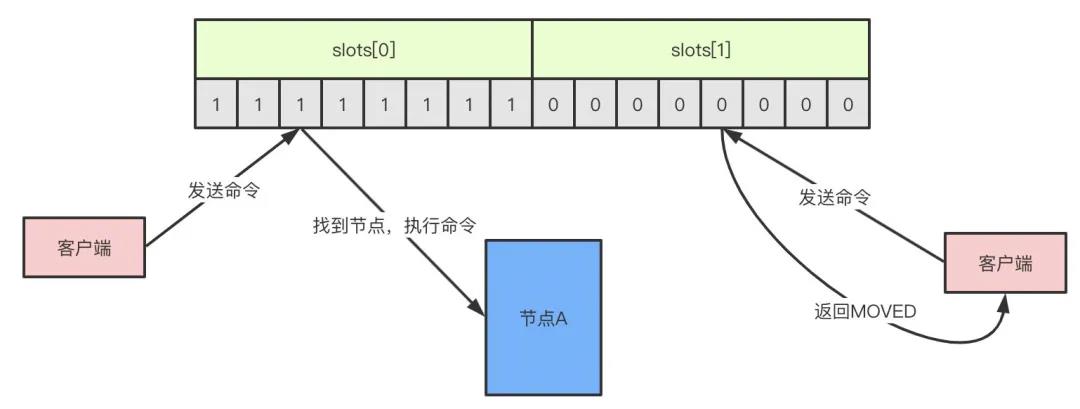 slots[0] slots[1]
1 1 1 1 1 1 1 1 0 0 0 0 0 0 0 0
发送命令
发送命令
找到节点，执行命令
客户端
客户端
返回MOVED
节点A